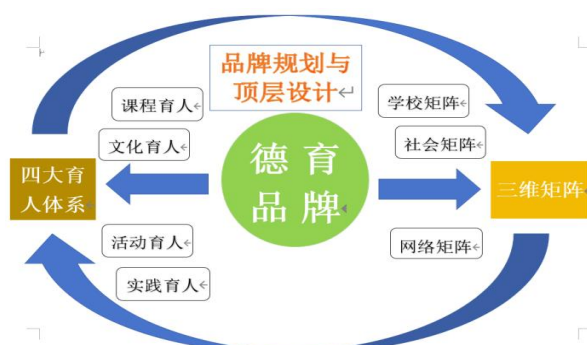 品牌规划与
顶层设计
课程育人
文化育人
四大育
人体系
活动育人
实践育人
德育
品牌
学校矩阵
社会矩阵
三维矩阵
网络矩阵